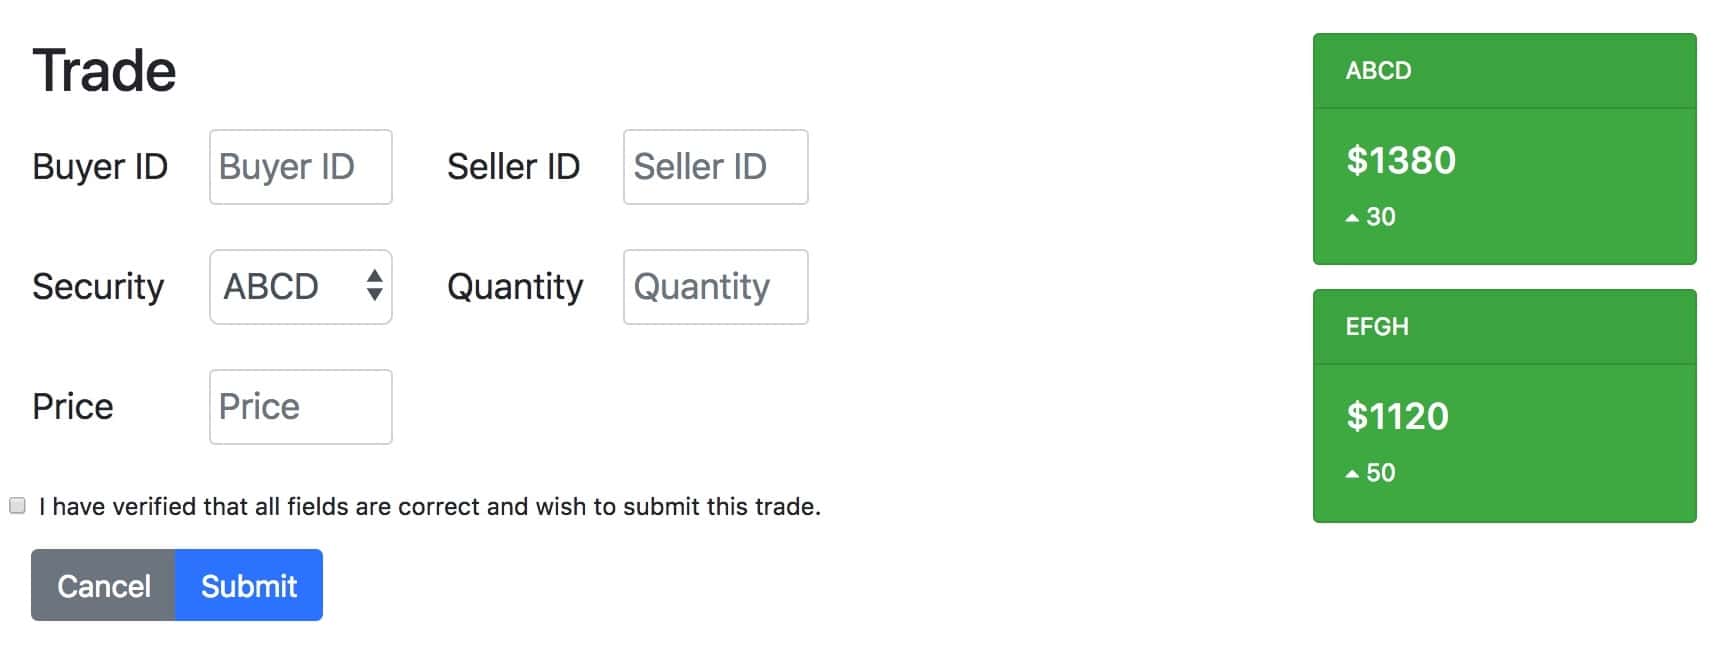 Trade
Buyer ID Buyer ID Seller ID Seller ID
Security ABCD Quantity Quantity
Price Price
I have verified that all fields are correct and wish to submit this trade.
Cancel Submit
ABCD
$1380
30
EFGH
$1120
50